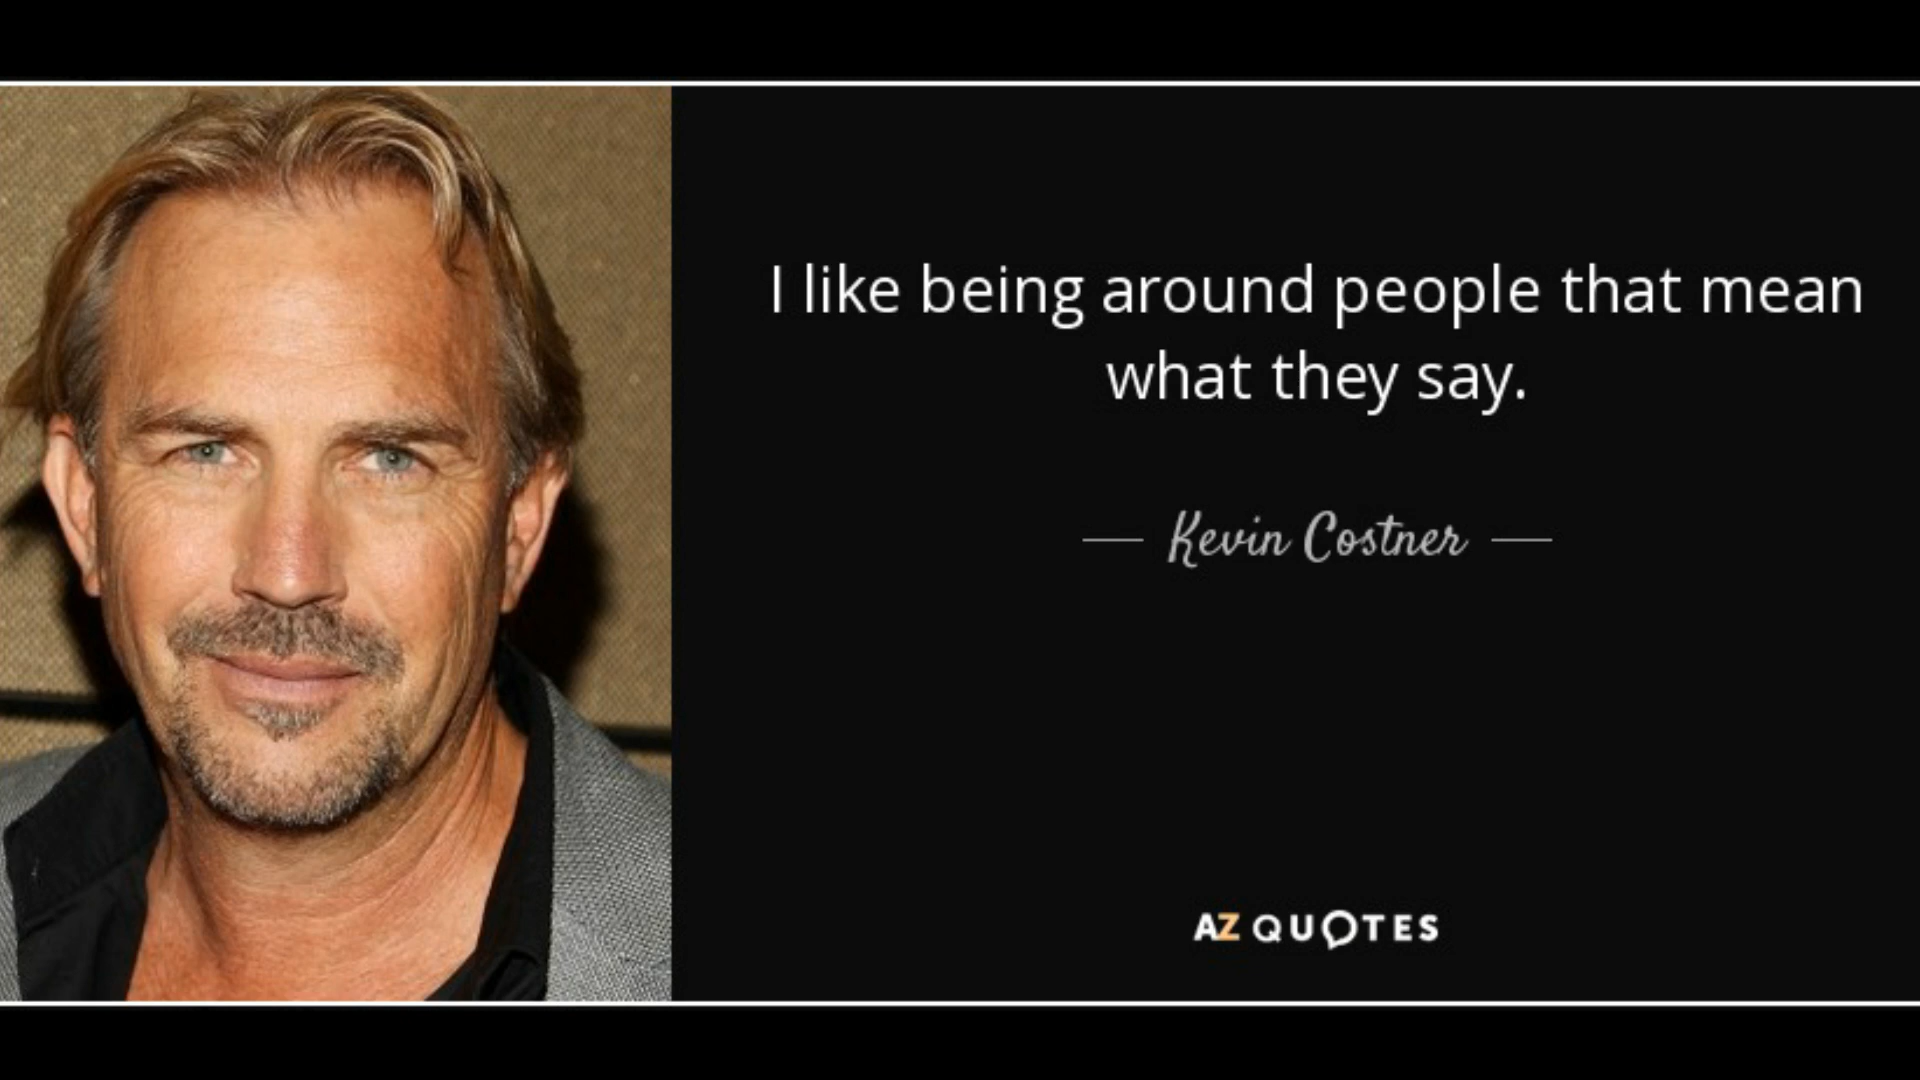 I like being around people that mean
what they say.
Kevin Costner
AZ QUOTES